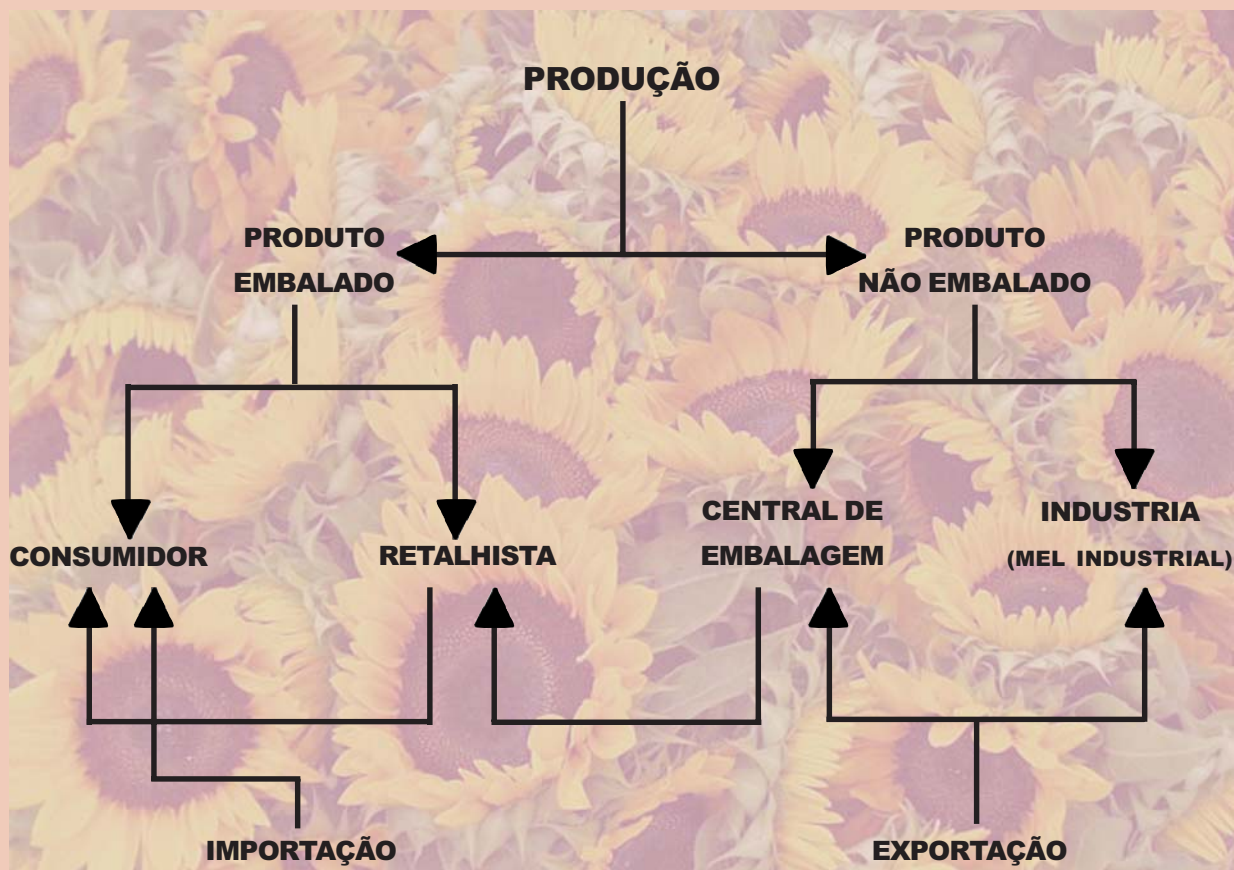 PRODUÇÃO
PRODUTO
EMBALADO
PRODUTO
NÃO EMBALADO
CONSUMIDOR
RETALHISTA
CENTRAL DE
EMBALAGEM
INDUSTRIA
(MEL INDUSTRIAL)
IMPORTAÇÃO
EXPORTAÇÃO